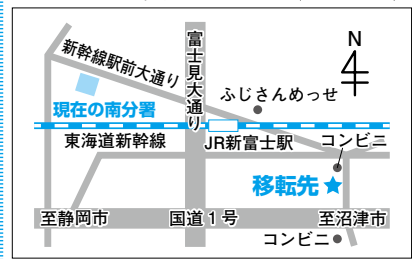 新幹線駅前大通り
富士見大通り
N
ふじさんめっせ
現在の南分署
東海道新幹線
JR新富士駅
コンビニ
移転先
至静岡市
国道1号
至沼津市
コンビニ